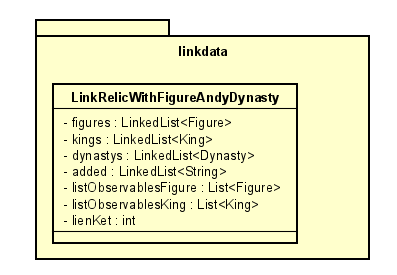 linkdata
LinkRelicWithFigureAndyDynasty
- figures : LinkedList<Figure>
- kings : LinkedList<King>
- dynastys : LinkedList<Dynasty>
- added : LinkedList<String>
- listObservablesFigure : List<Figure>
- listObservablesKing : List<King>
- lienKet : int